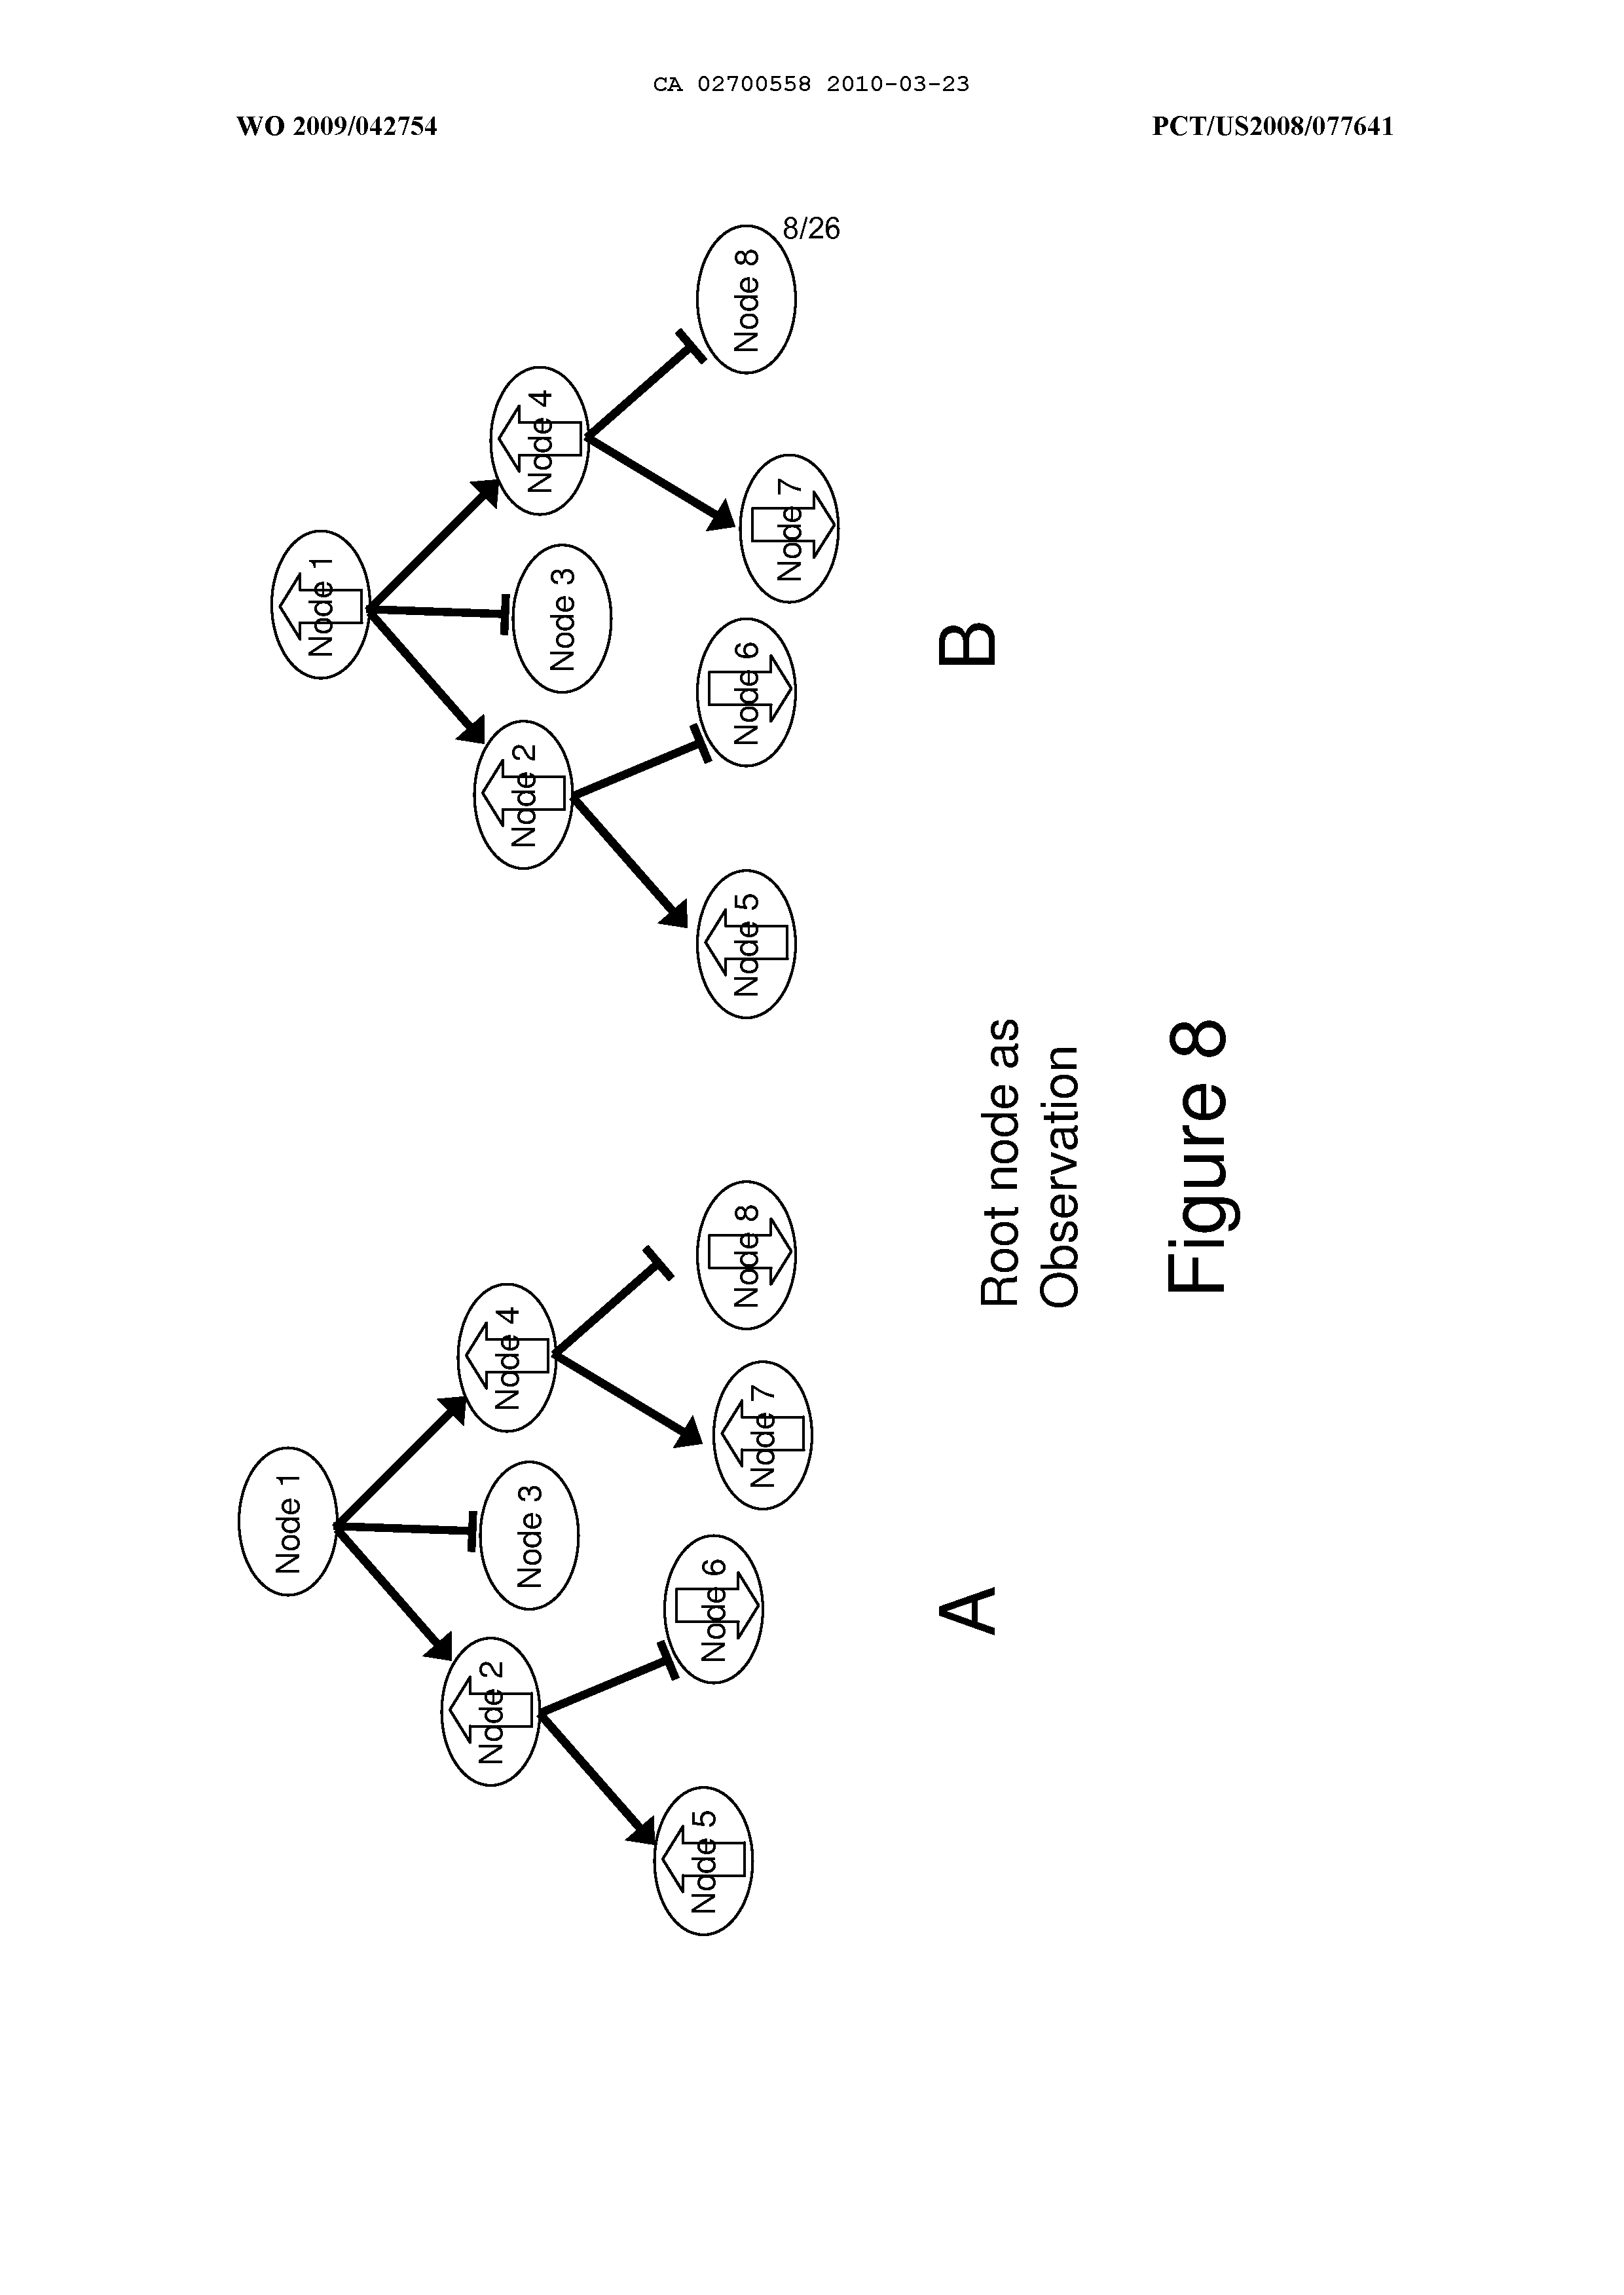 CA 02700558 2010-03-23
WO 2009/042754
PCT/US2008/077641
8/26
Node 1
Node 2
Node 3
Node 4
Node 5
Node 6
Node 7
Node 8
A
Node 1
Node 2
Node 3
Node 4
Node 5
Node 6
Node 7
Node 8
B
Root node as
Observation
Figure 8